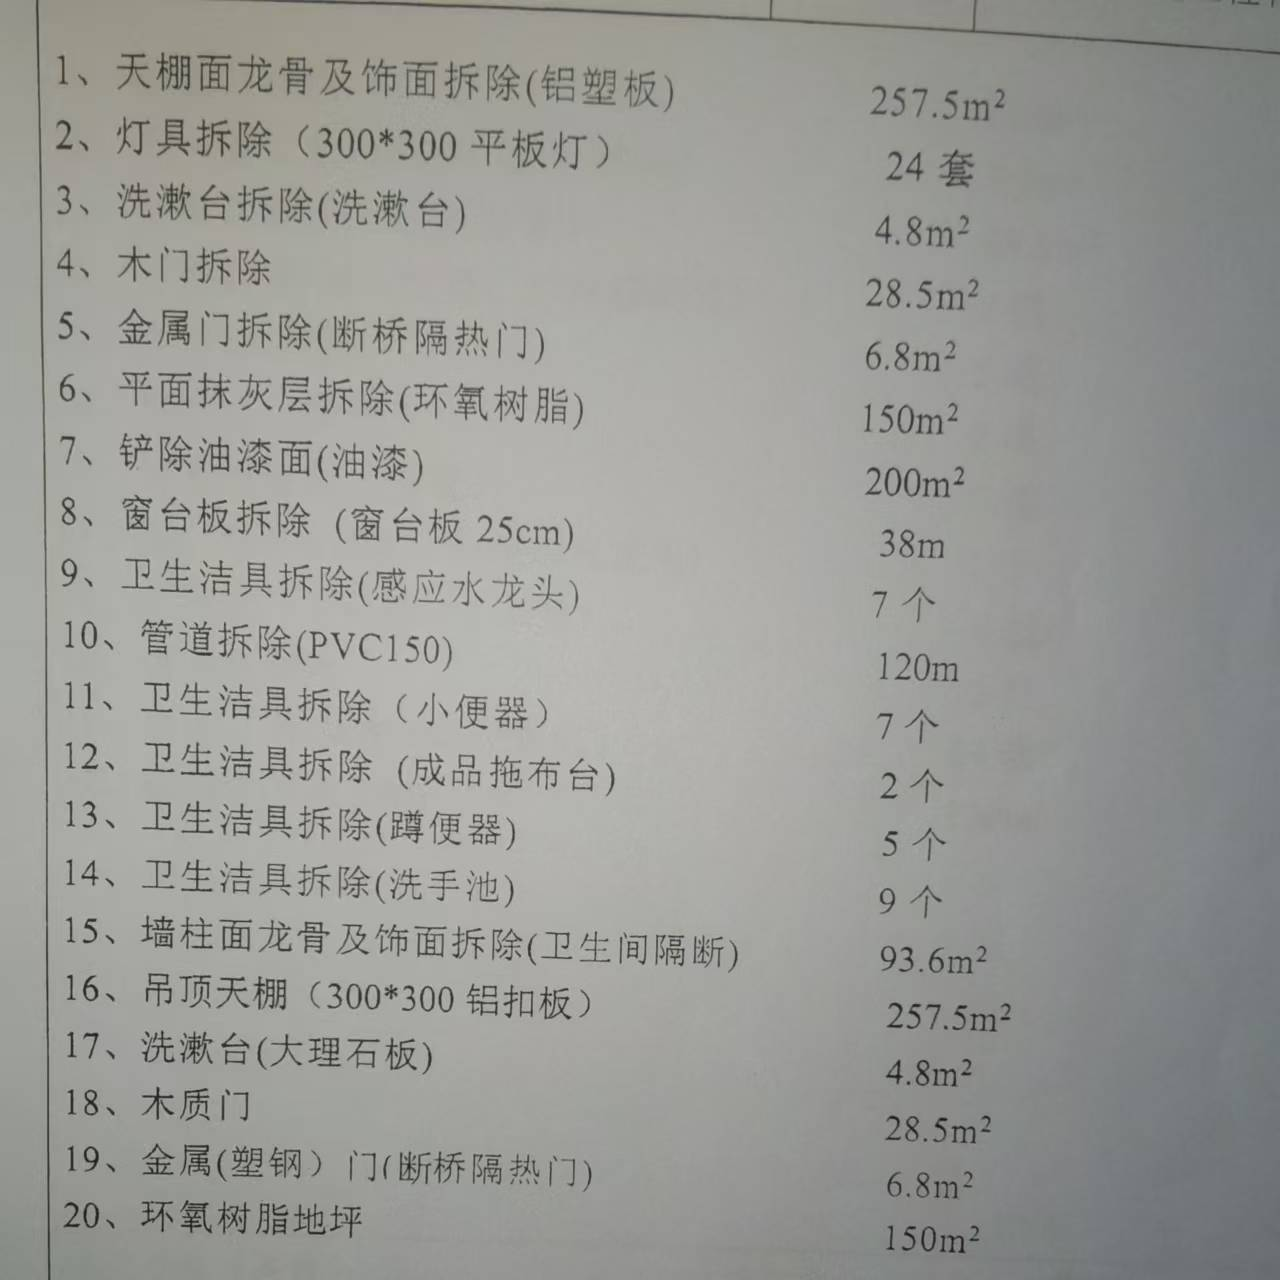 1、天棚面龙骨及饰面拆除(铝塑板) 257.5m²
2、灯具拆除（300*300 平板灯） 24 套
3、洗漱台拆除(洗漱台) 4.8m²
4、木门拆除 28.5m²
5、金属门拆除(断桥隔热门) 6.8m²
6、平面抹灰层拆除(环氧树脂) 150m²
7、铲除油漆面(油漆) 200m²
8、窗台板拆除 (窗台板 25cm) 38m
9、卫生洁具拆除(感应水龙头) 7 个
10、管道拆除(PVC150) 120m
11、卫生洁具拆除（小便器） 7 个
12、卫生洁具拆除 (成品拖布台) 2 个
13、卫生洁具拆除(蹲便器) 5 个
14、卫生洁具拆除(洗手池) 9 个
15、墙柱面龙骨及饰面拆除(卫生间隔断) 93.6m²
16、吊顶天棚（300*300 铝扣板） 257.5m²
17、洗漱台(大理石板) 4.8m²
18、木质门 28.5m²
19、金属(塑钢）门(断桥隔热门) 6.8m²
20、环氧树脂地坪 150m²